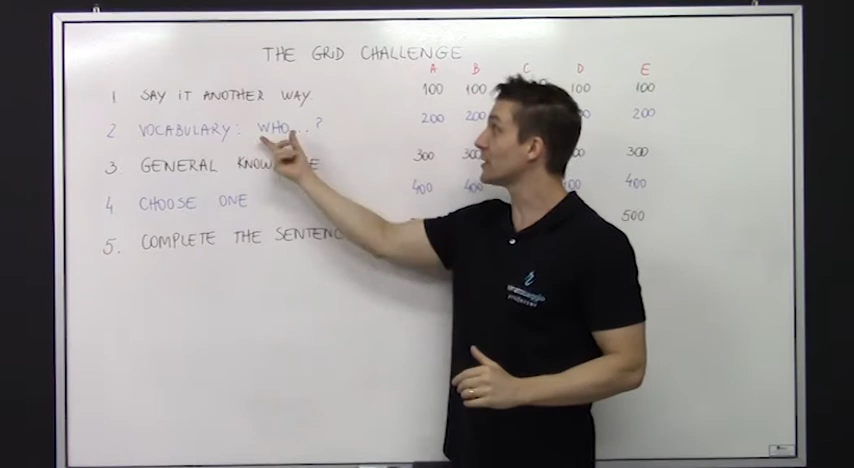 THE GRID CHALLENGE
A B C D E
1 SAY IT ANOTHER WAY. 100 100 100 100
2. VOCABULARY: WHO...? 200 200 200
3 GENERAL 300 300 300
4 CHOOSE ONE 400 400 400 400
5. COMPLETE THE 500